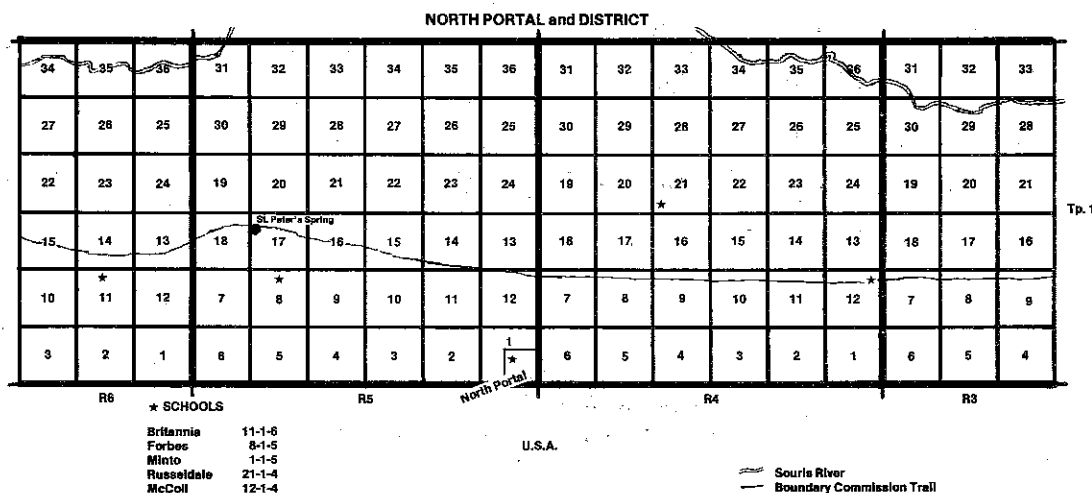 NORTH PORTAL and DISTRICT
34 35 36 31 32 33 34 35 36 31 32 33 34 35 36 31 32 33
27 26 25 30 29 28 27 26 25 30 29 28 27 26 25 30 29 28
22 23 24 19 20 21 22 23 24 19 20 21 22 23 24 19 20 21
Tp. 1
St. Peter's Spring
15 14 13 18 17 16 15 14 13 18 17 16 15 14 13 18 17 16
10 11 12 7 8 9 10 11 12 7 8 9 10 11 12 7 8 9
3 2 1 6 5 4 3 2 1 6 5 4 3 2 1 6 5 4
North Portal
R6 R5 R4 R3
★ SCHOOLS
Britannia 11-1-6
Forbes 8-1-5
Minto 1-1-5
Russeldale 21-1-4
McColl 12-1-4
U.S.A.
Souris River
Boundary Commission Trail